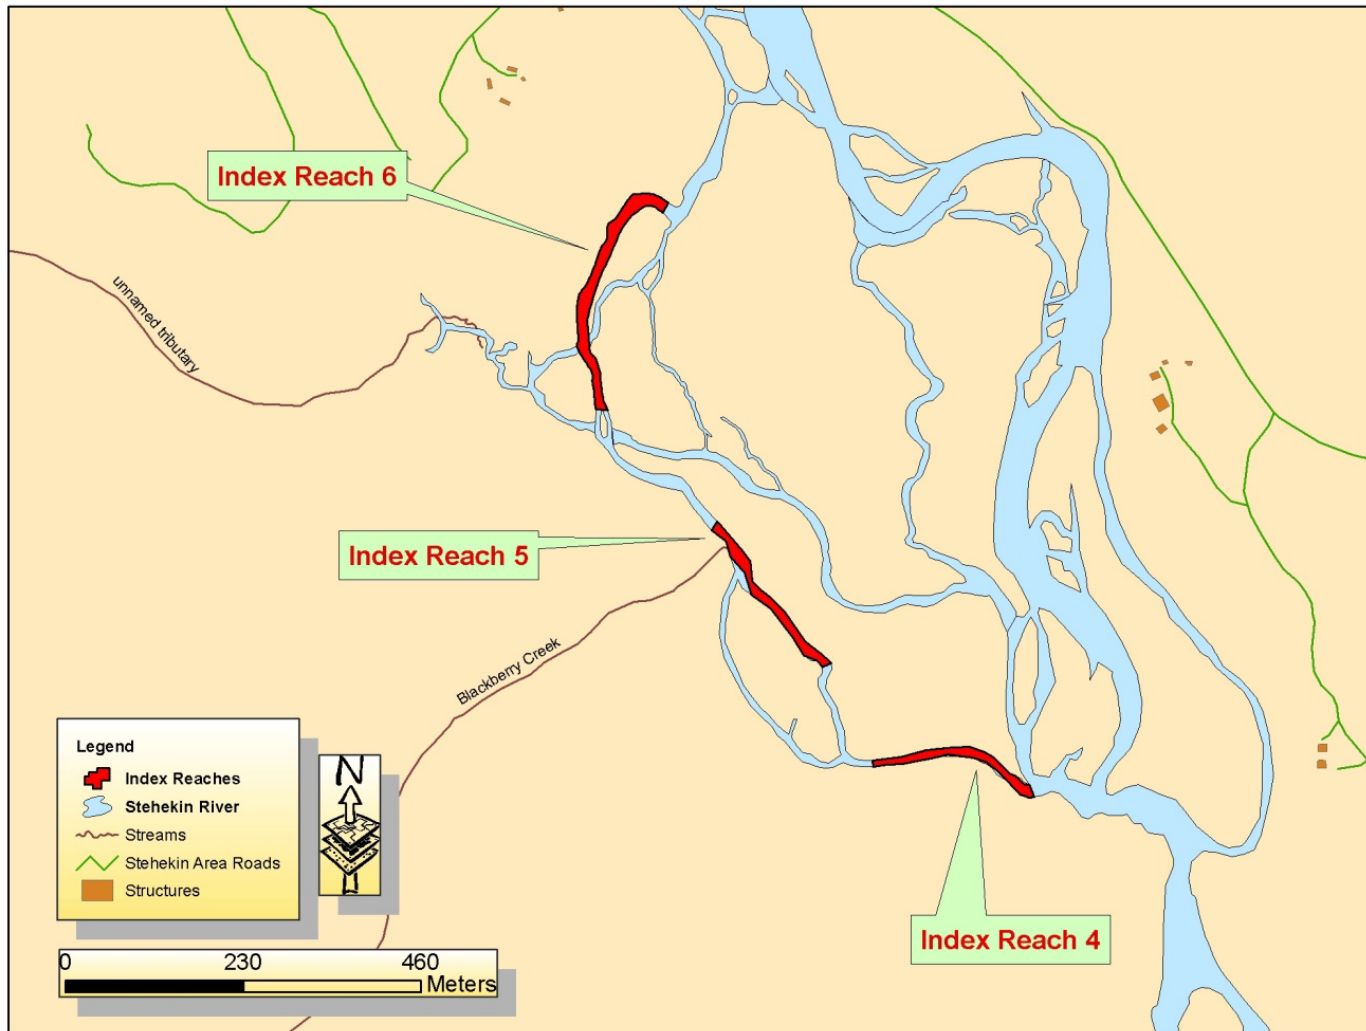 Index Reach 6
unnamed tributary
Index Reach 5
Blackberry Creek
Legend
Index Reaches
Stehekin River
Streams
Stehekin Area Roads
Structures
N
0 230 460
Meters
Index Reach 4